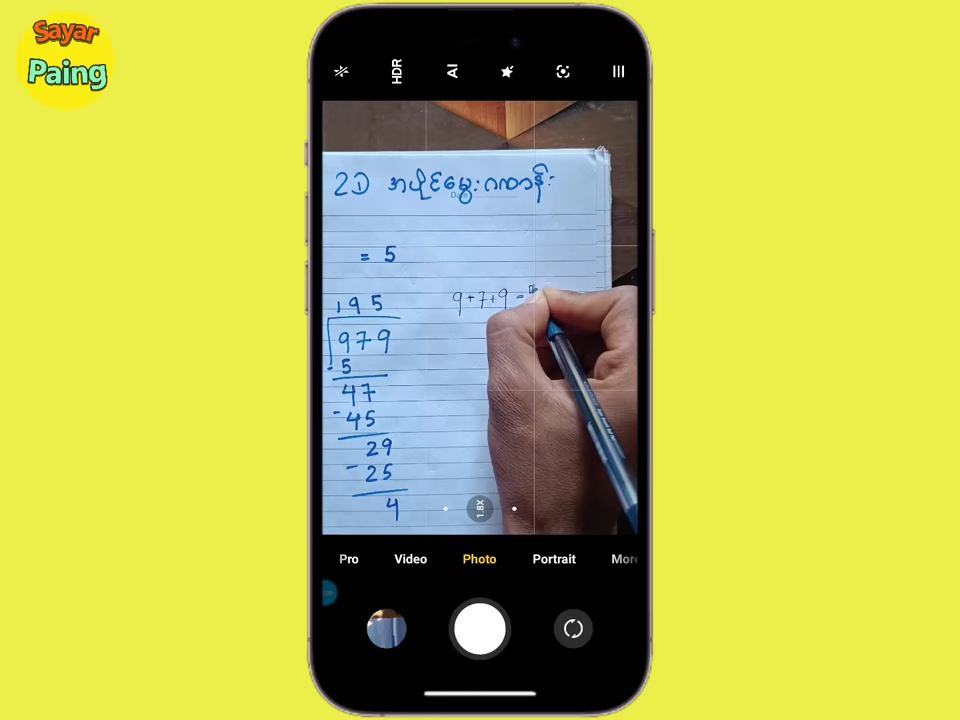 Sayar
Paing
HDR
AI
2D အပိုင်မွေးဂဏာန်း
= 5
195
979
-5
47
-45
29
-25
4
9+7+9 =
1.8X
Pro
Video
Photo
Portrait
More